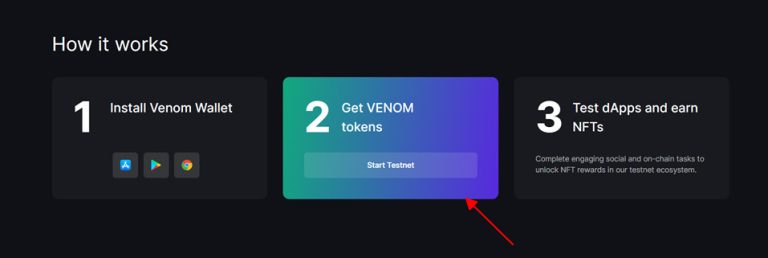 How it works
1
Install Venom Wallet
2
Get VENOM
tokens
Start Testnet
3
Test dApps and earn
NFTs
Complete engaging social and on-chain tasks to
unlock NFT rewards in our testnet ecosystem.